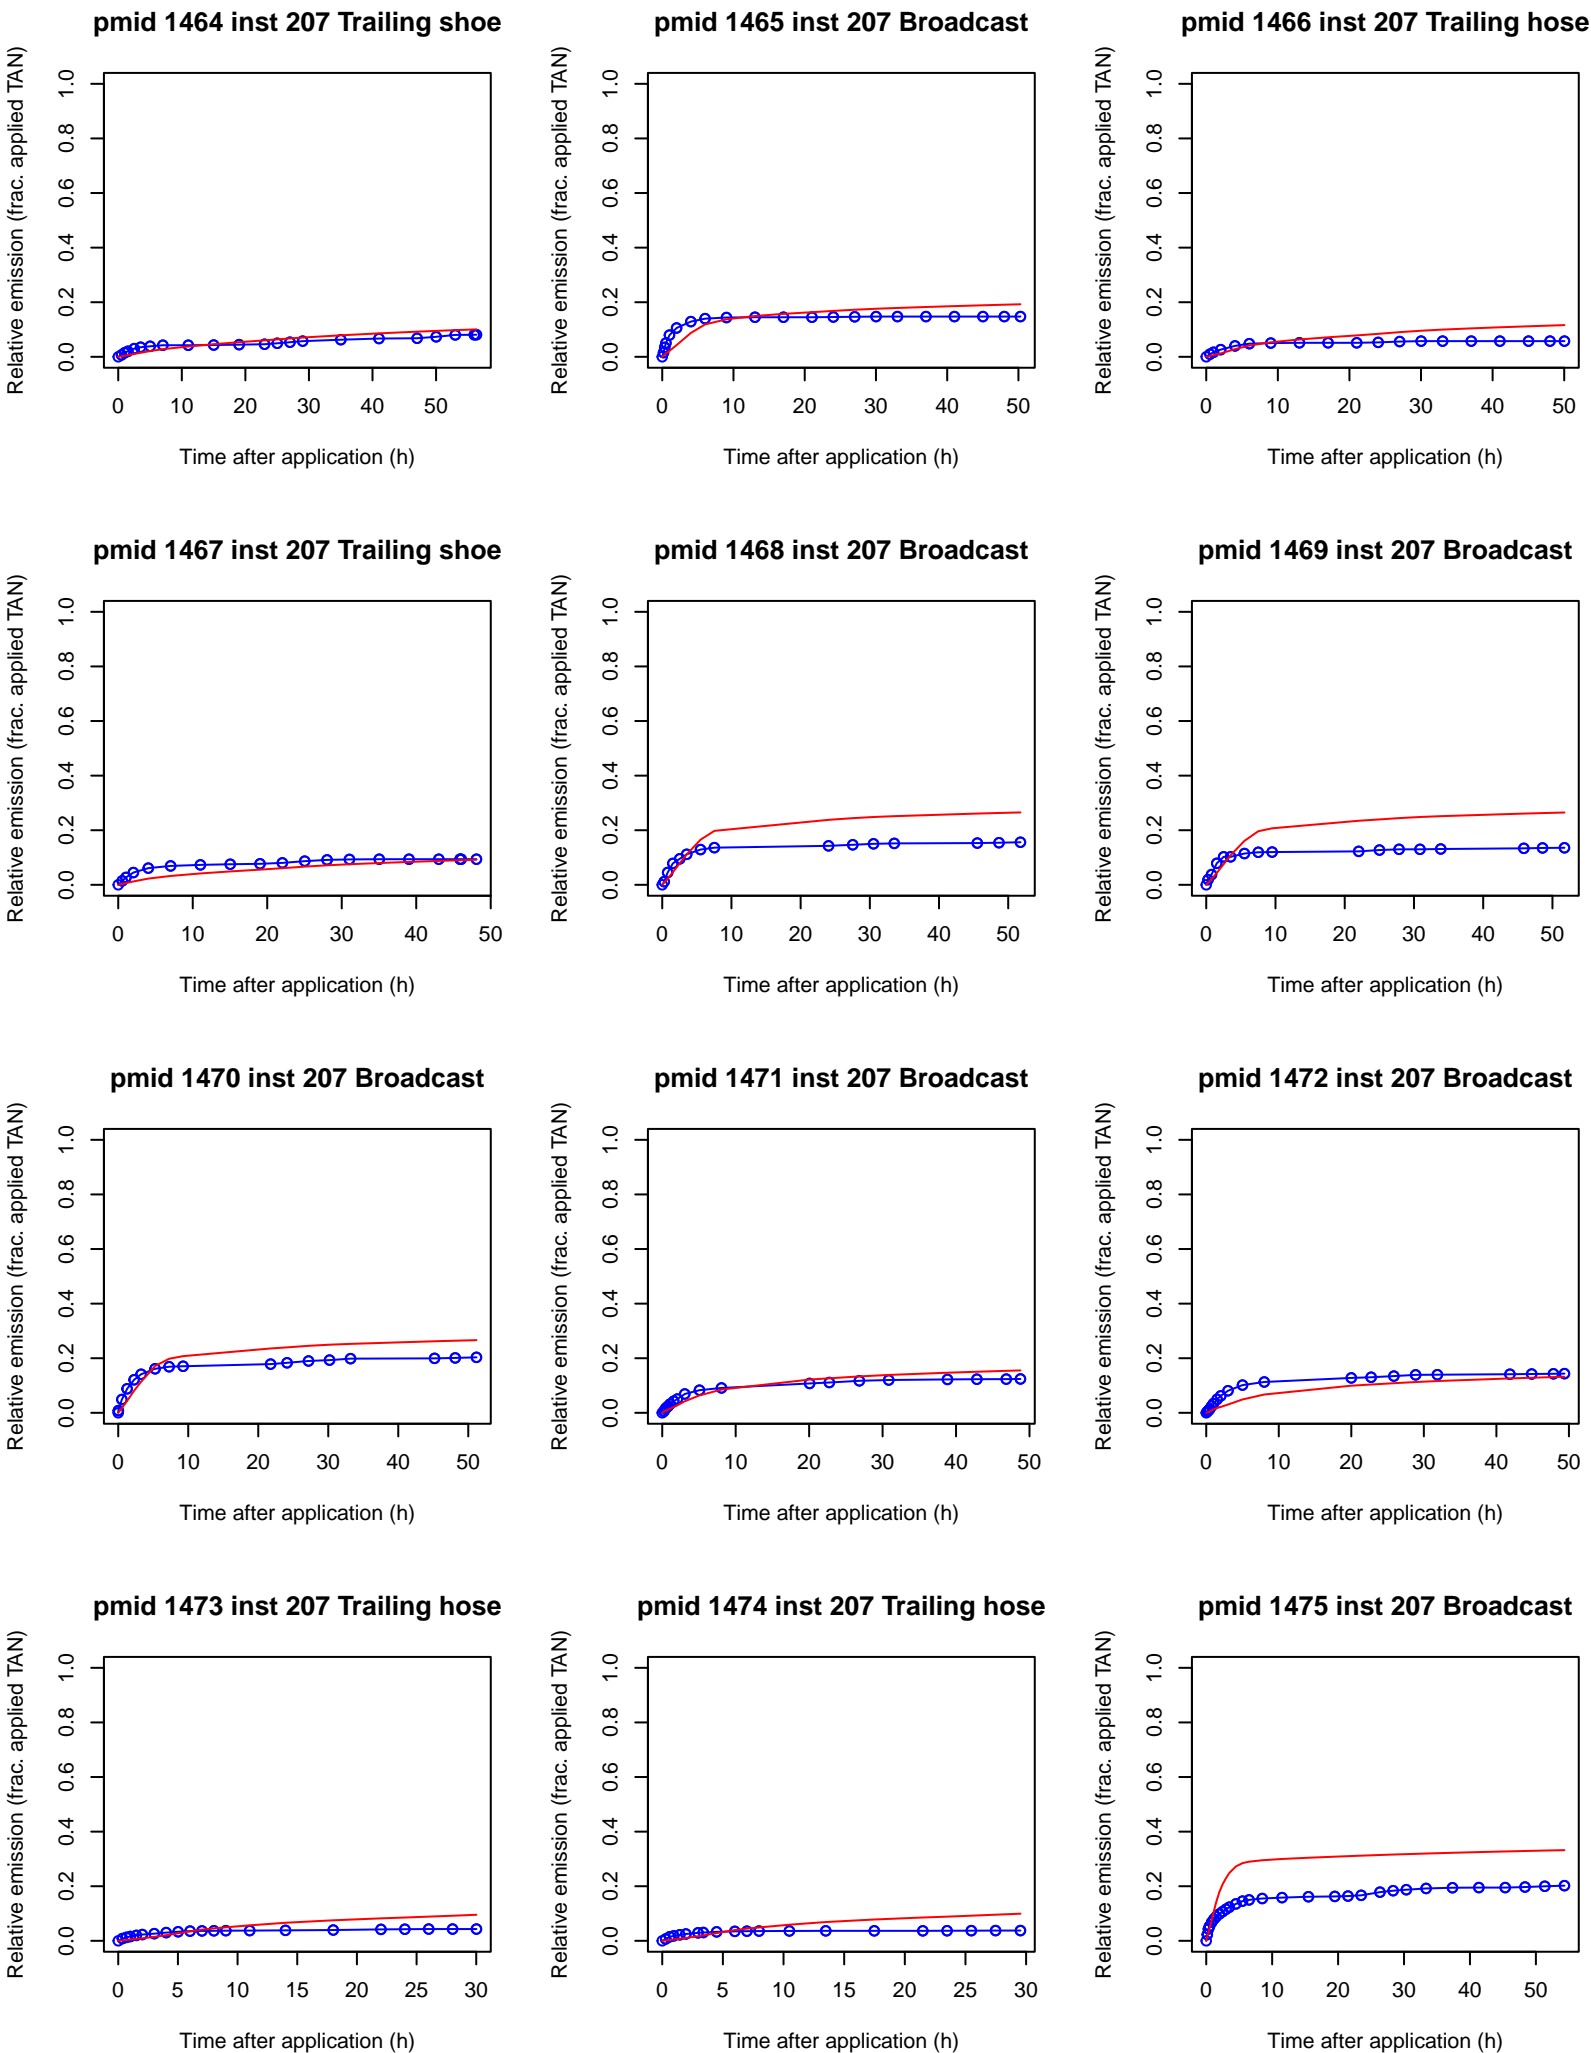 pmid 1464 inst 207 Trailing shoe
Relative emission (frac. applied TAN)
1.0
0.8
0.6
0.4
0.2
0.0
0 10 20 30 40 50
Time after application (h)
pmid 1465 inst 207 Broadcast
Relative emission (frac. applied TAN)
1.0
0.8
0.6
0.4
0.2
0.0
0 10 20 30 40 50
Time after application (h)
pmid 1466 inst 207 Trailing hose
Relative emission (frac. applied TAN)
1.0
0.8
0.6
0.4
0.2
0.0
0 10 20 30 40 50
Time after application (h)
pmid 1467 inst 207 Trailing shoe
Relative emission (frac. applied TAN)
1.0
0.8
0.6
0.4
0.2
0.0
0 10 20 30 40 50
Time after application (h)
pmid 1468 inst 207 Broadcast
Relative emission (frac. applied TAN)
1.0
0.8
0.6
0.4
0.2
0.0
0 10 20 30 40 50
Time after application (h)
pmid 1469 inst 207 Broadcast
Relative emission (frac. applied TAN)
1.0
0.8
0.6
0.4
0.2
0.0
0 10 20 30 40 50
Time after application (h)
pmid 1470 inst 207 Broadcast
Relative emission (frac. applied TAN)
1.0
0.8
0.6
0.4
0.2
0.0
0 10 20 30 40 50
Time after application (h)
pmid 1471 inst 207 Broadcast
Relative emission (frac. applied TAN)
1.0
0.8
0.6
0.4
0.2
0.0
0 10 20 30 40 50
Time after application (h)
pmid 1472 inst 207 Broadcast
Relative emission (frac. applied TAN)
1.0
0.8
0.6
0.4
0.2
0.0
0 10 20 30 40 50
Time after application (h)
pmid 1473 inst 207 Trailing hose
Relative emission (frac. applied TAN)
1.0
0.8
0.6
0.4
0.2
0.0
0 5 10 15 20 25 30
Time after application (h)
pmid 1474 inst 207 Trailing hose
Relative emission (frac. applied TAN)
1.0
0.8
0.6
0.4
0.2
0.0
0 5 10 15 20 25 30
Time after application (h)
pmid 1475 inst 207 Broadcast
Relative emission (frac. applied TAN)
1.0
0.8
0.6
0.4
0.2
0.0
0 10 20 30 40 50
Time after application (h)